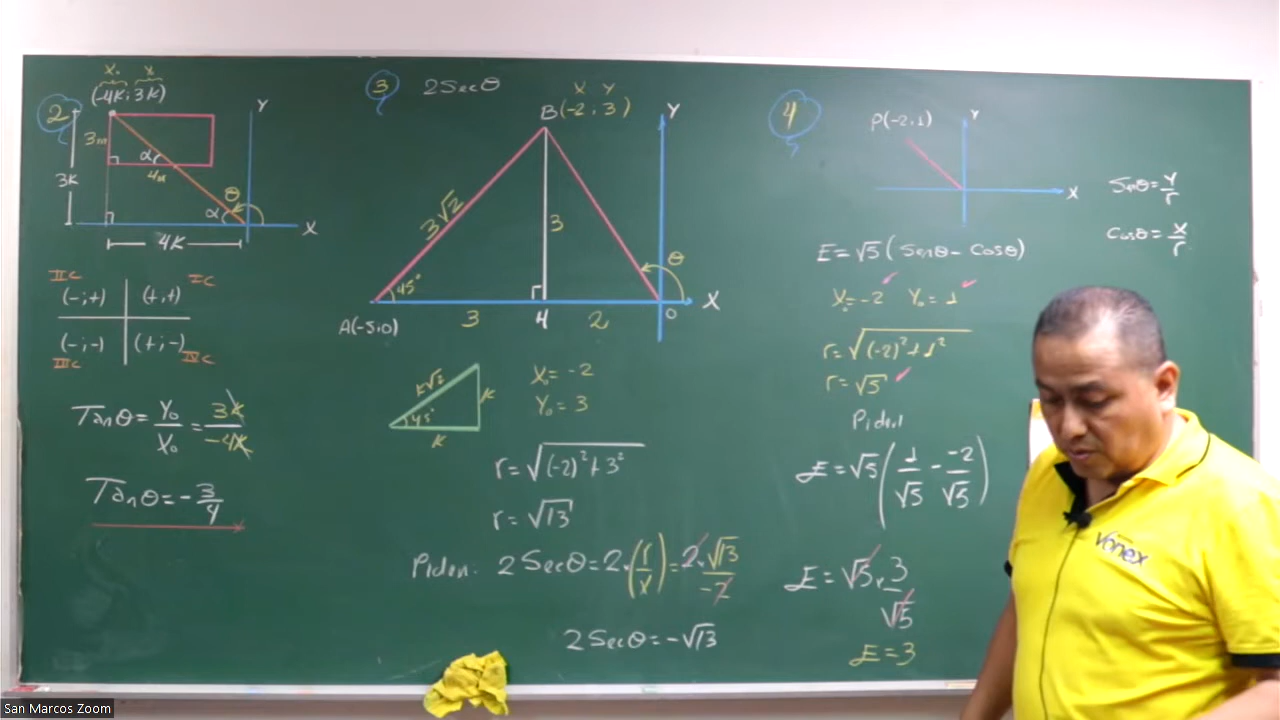 2
X₀ Y₀
(-4K; 3K)
Y
3m
α
4m
3K
θ
α
X
4K
IIC
IC
(-;+)
(+;+)
(-;-)
(+;-)
IIIC
IVC
Tanθ = Y₀/X₀ = 3K/-4K
Tanθ = -3/4
3
2Secθ
X Y
B(-2; 3)
Y
3√2
3
θ
45°
X
A(-5;0)
3
H
2
O
K√2
K
45°
K
X₀ = -2
Y₀ = 3
r = √(-2)² + 3²
r = √13
Piden: 2Secθ = 2.(r/x) = 2.√13/-2
2Secθ = -√13
4
P(-2;1)
Y
X
Senθ = Y/r
Cosθ = X/r
E = √5 (Senθ - Cosθ)
X₀ = -2 Y₀ = 1
r = √(-2)² + 1²
r = √5
Piden
E = √5 (1/√5 - -2/√5)
E = √5 . 3/√5
E = 3
Vonex
San Marcos Zoom